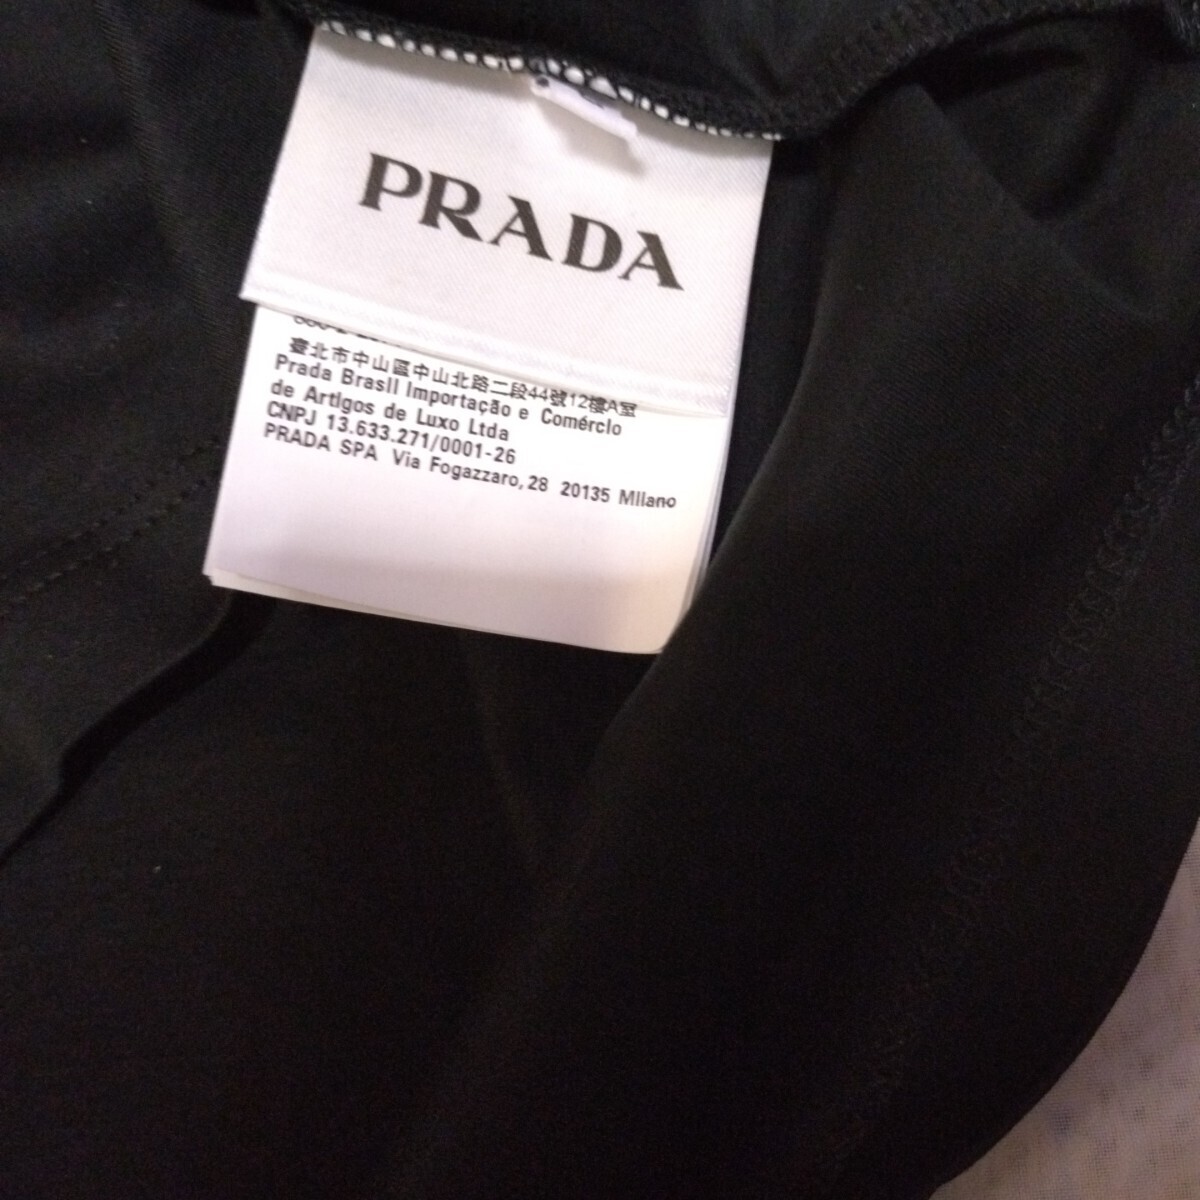 PRADA
臺北市中山區中山北路二段44號12樓A室
Prada Brasil Importação e Comércio
de Artigos de Luxo Ltda
CNPJ 13.633.271/0001-26
PRADA SPA Via Fogazzaro, 28 20135 Milano